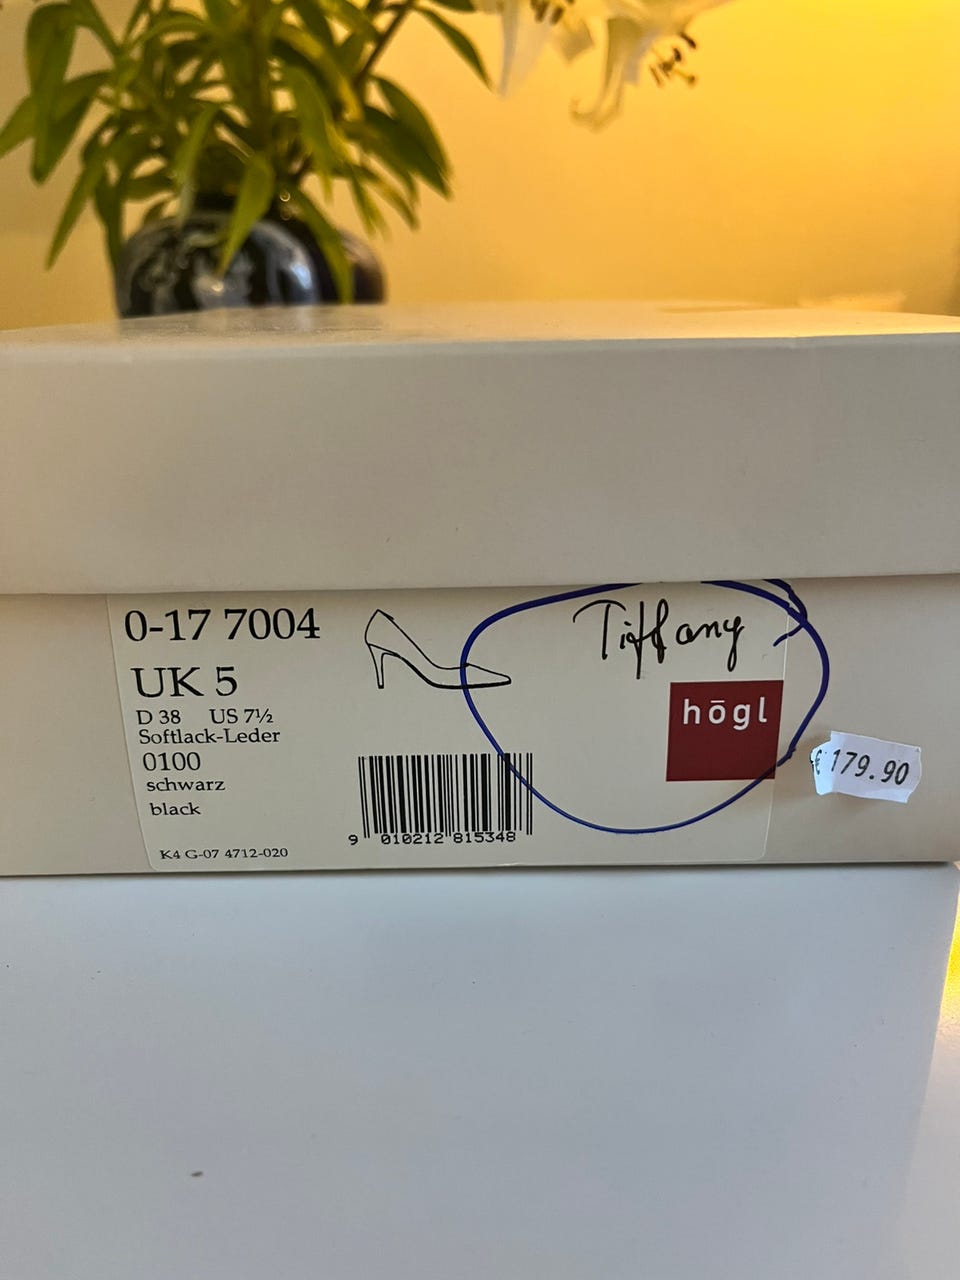 0-17 7004
UK 5
D 38 US 7½
Softlack-Leder
0100
schwarz
black
K4 G-07 4712-020
9 010212 815348
Tiffany
hōgl
€ 179.90